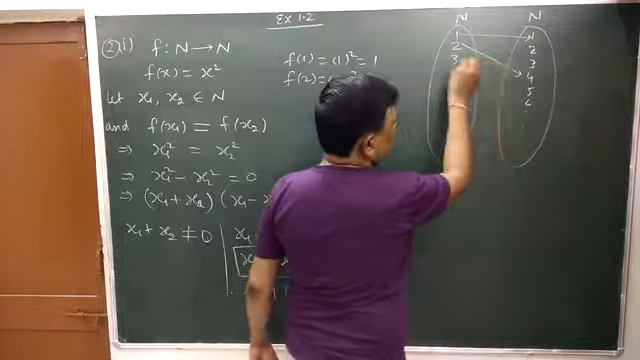 Ex 1.2
② i) f : N → N
f(x) = x²
f(1) = (1)² = 1
f(2) =
let x₁, x₂ ∈ N
and f(x₁) = f(x₂)
⇒ x₁² = x₂²
⇒ x₁² - x₂² = 0
⇒ (x₁ + x₂) (x₁ -
x₁ + x₂ ≠ 0
N N
1 1
2 2
3 3
4
5
6